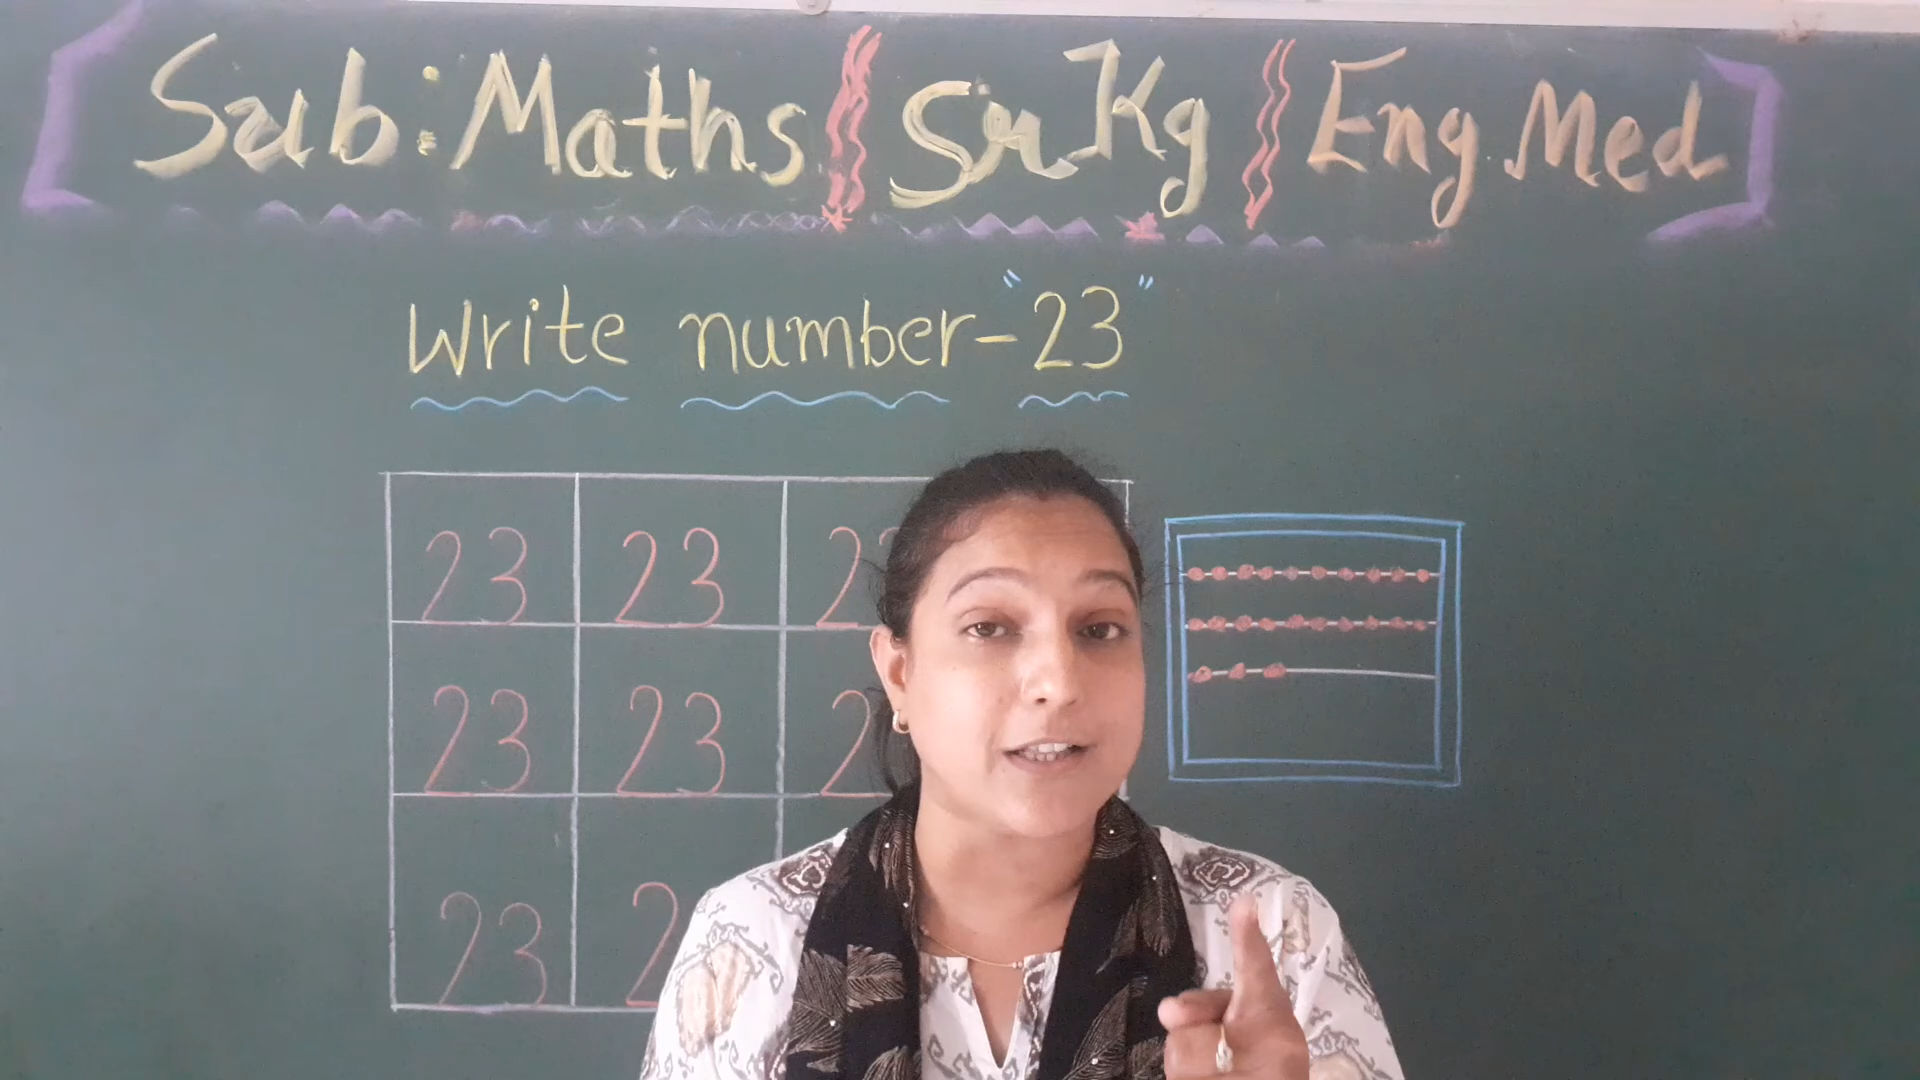 Sub: Maths Sr Kg Eng. Med
Write number - "23"
23 23
23 23
23